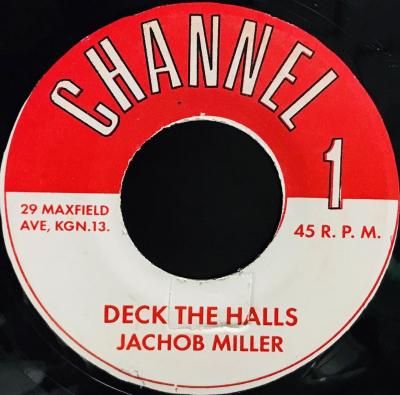 CHANNEL 1
29 MAXFIELD
AVE, KGN.13.
45 R. P. M.
DECK THE HALLS
JACHOB MILLER